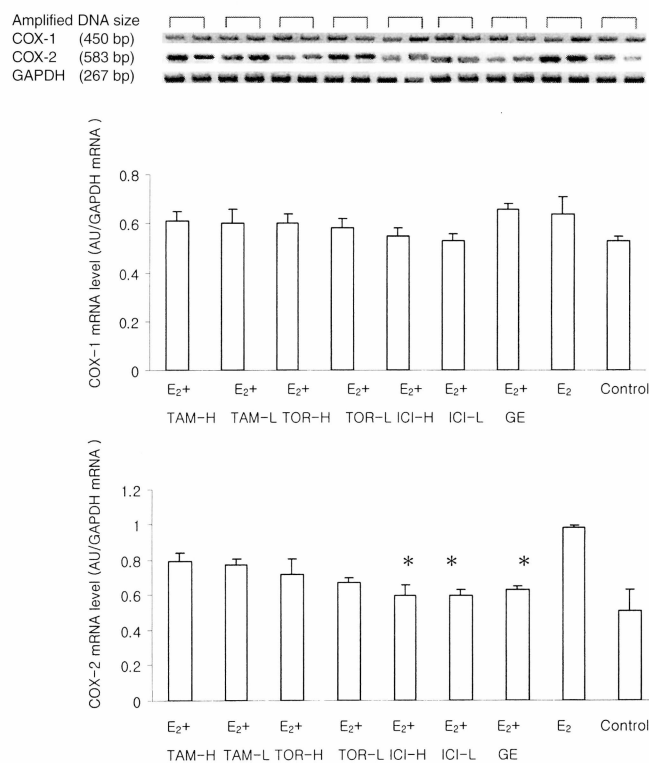 Amplified DNA size
COX-1 (450 bp)
COX-2 (583 bp)
GAPDH (267 bp)
COX-1 mRNA level (AU/GAPDH mRNA )
0.8
0.6
0.4
0.2
0
E₂+ E₂+ E₂+ E₂+ E₂+ E₂+ E₂+ E₂ Control
TAM-H TAM-L TOR-H TOR-L ICI-H ICI-L GE
COX-2 mRNA level (AU/GAPDH mRNA )
1.2
1
0.8
0.6
0.4
0.2
0
* * *
E₂+ E₂+ E₂+ E₂+ E₂+ E₂+ E₂+ E₂ Control
TAM-H TAM-L TOR-H TOR-L ICI-H ICI-L GE